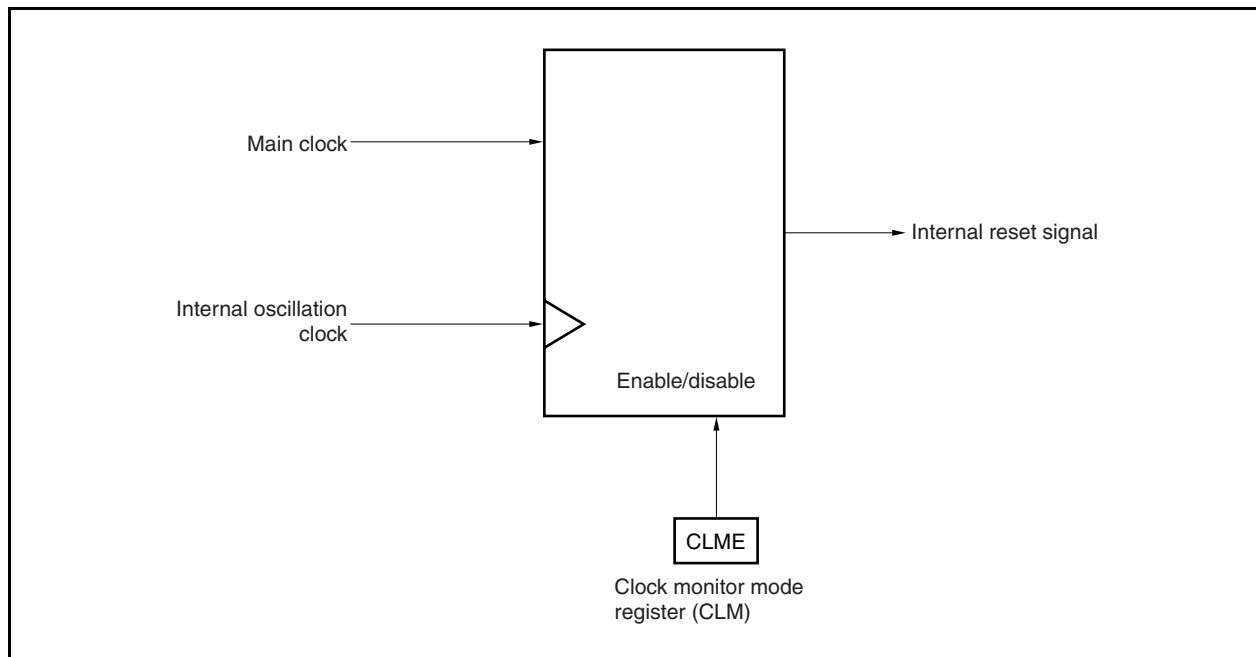 Main clock
Internal reset signal
Internal oscillation
clock
Enable/disable
CLME
Clock monitor mode
register (CLM)